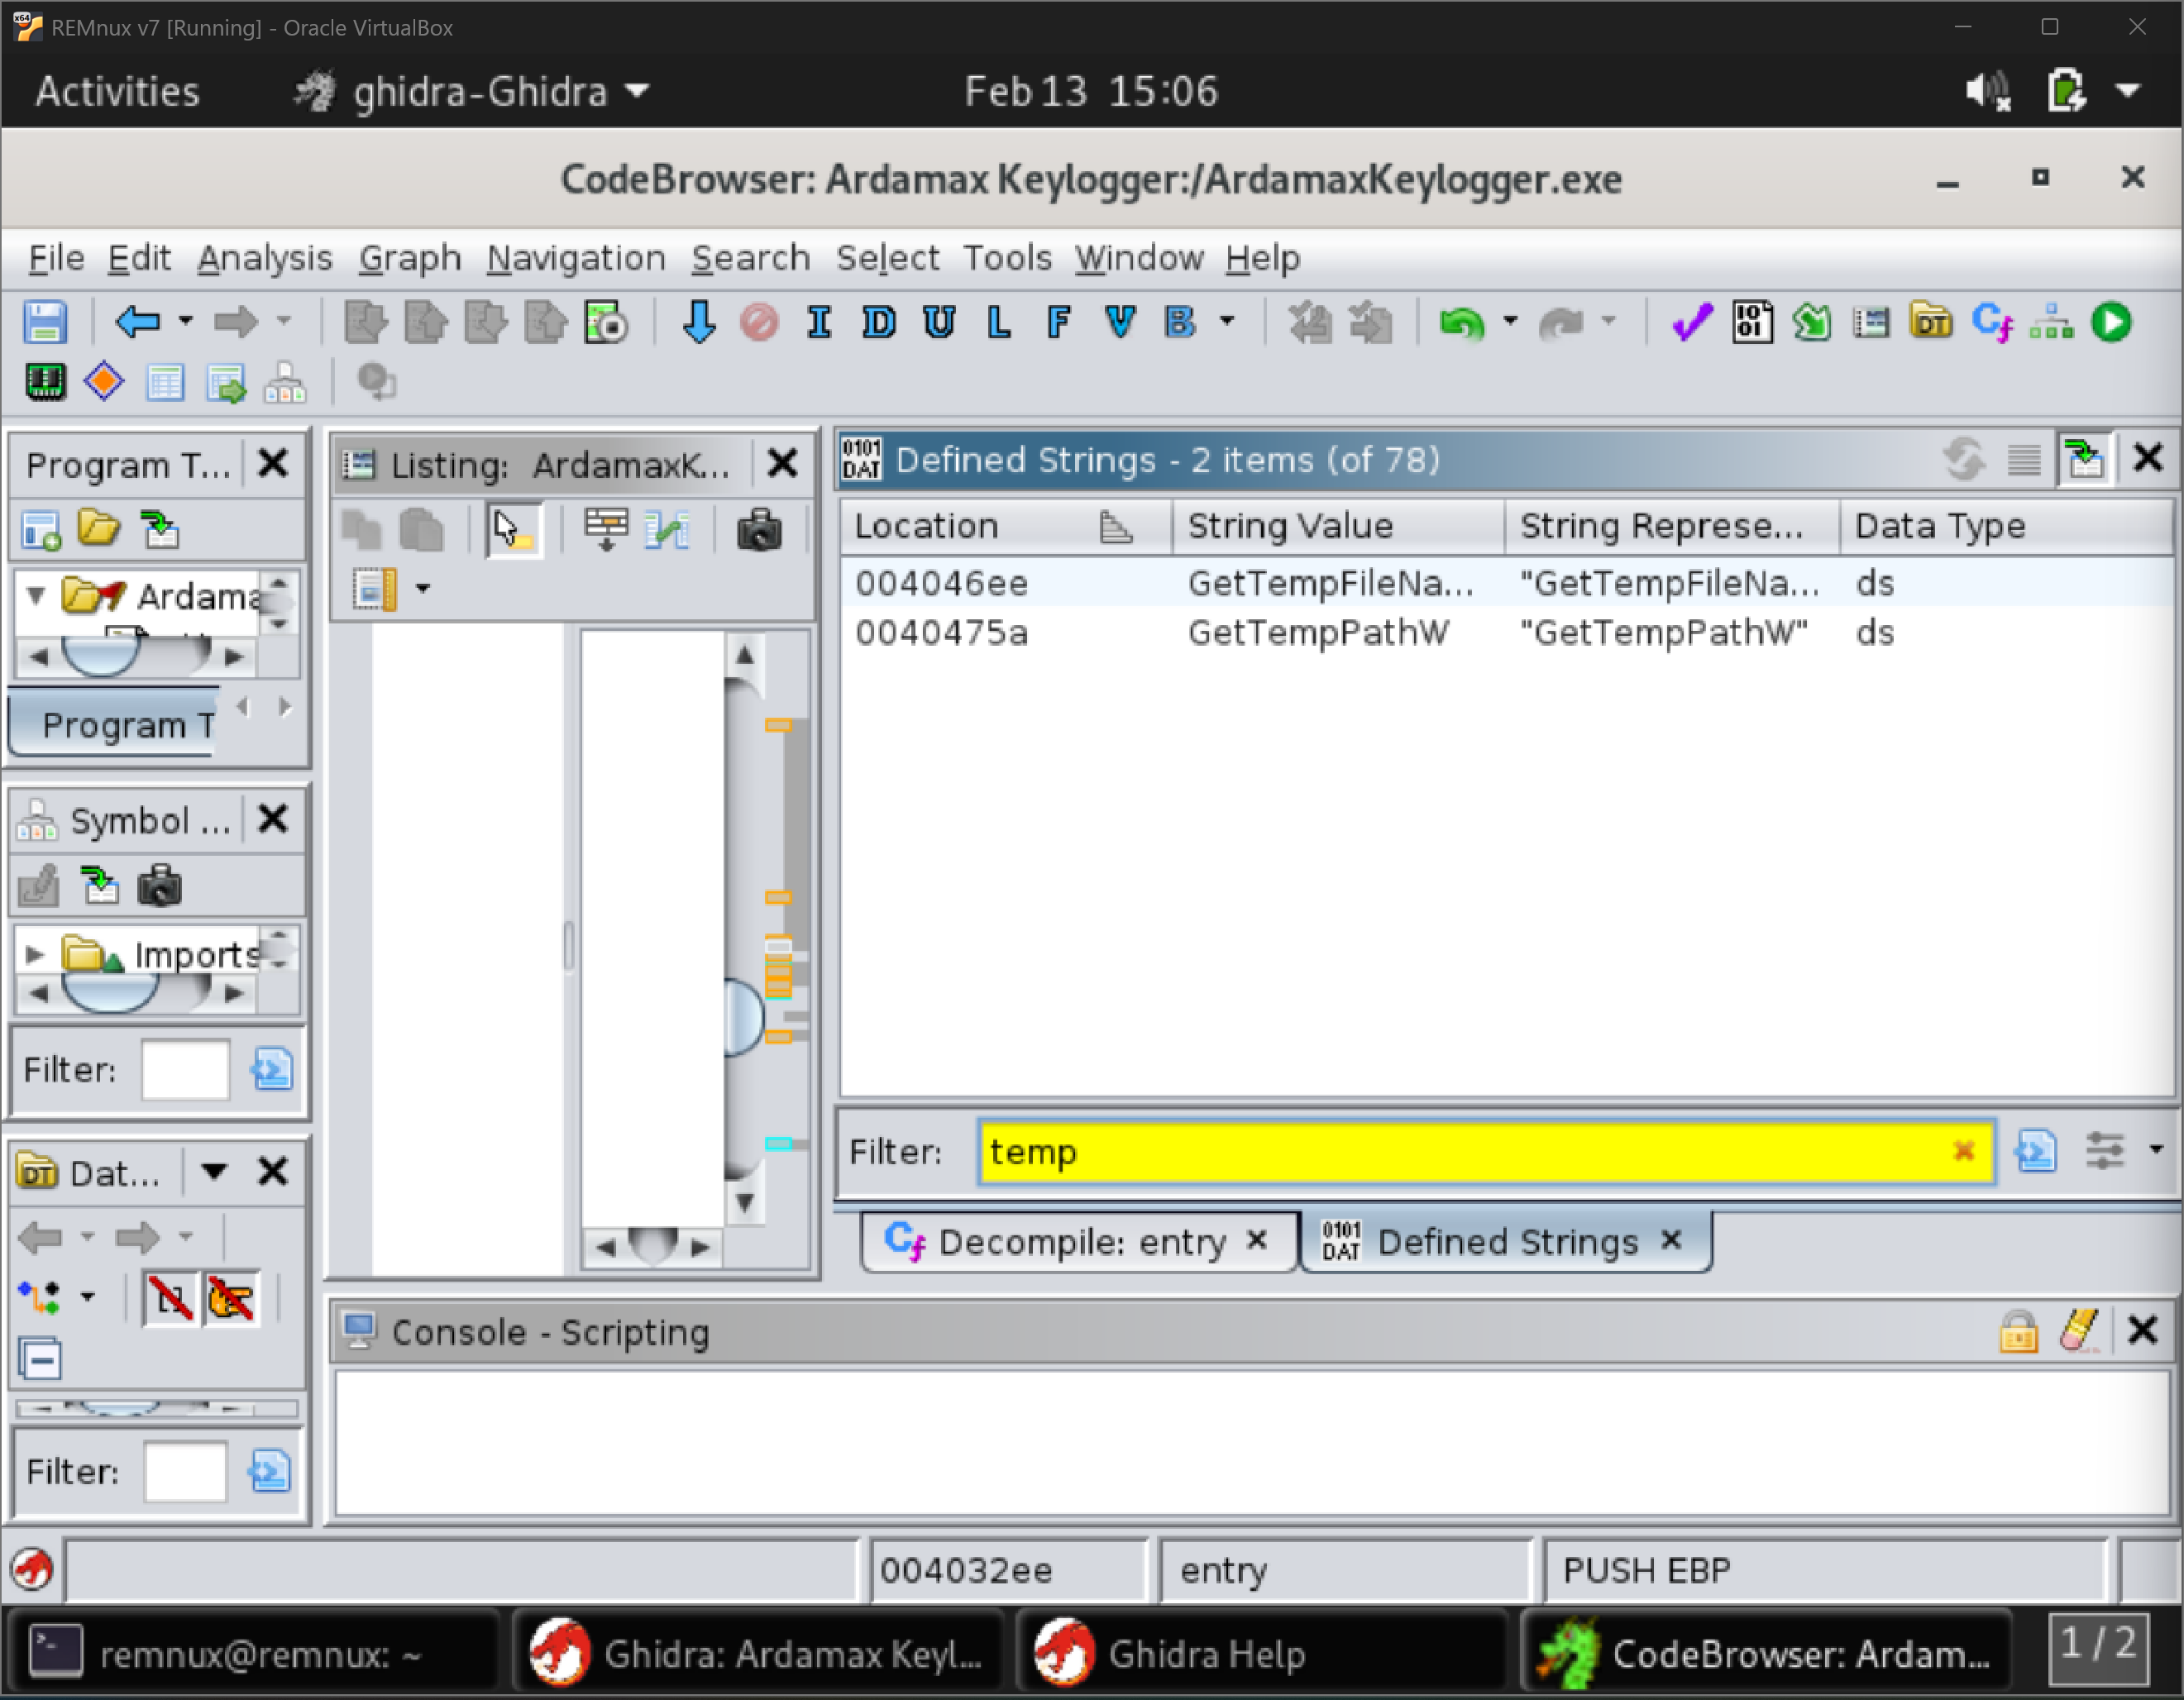 REMnux v7 [Running] - Oracle VirtualBox
Activities
ghidra-Ghidra
Feb 13 15:06
CodeBrowser: Ardamax Keylogger:/ArdamaxKeylogger.exe
File Edit Analysis Graph Navigation Search Select Tools Window Help
I D U L F V B
Program T...
Listing: ArdamaxK...
Defined Strings - 2 items (of 78)
Location String Value String Represe... Data Type
004046ee GetTempFileNa... "GetTempFileNa... ds
0040475a GetTempPathW "GetTempPathW" ds
Ardama
Program T
Symbol ...
Imports
Filter:
Filter: temp
Dat...
Decompile: entry
Defined Strings
Console - Scripting
Filter:
004032ee entry PUSH EBP
remnux@remnux: ~
Ghidra: Ardamax Keyl...
Ghidra Help
CodeBrowser: Ardam...
1 / 2